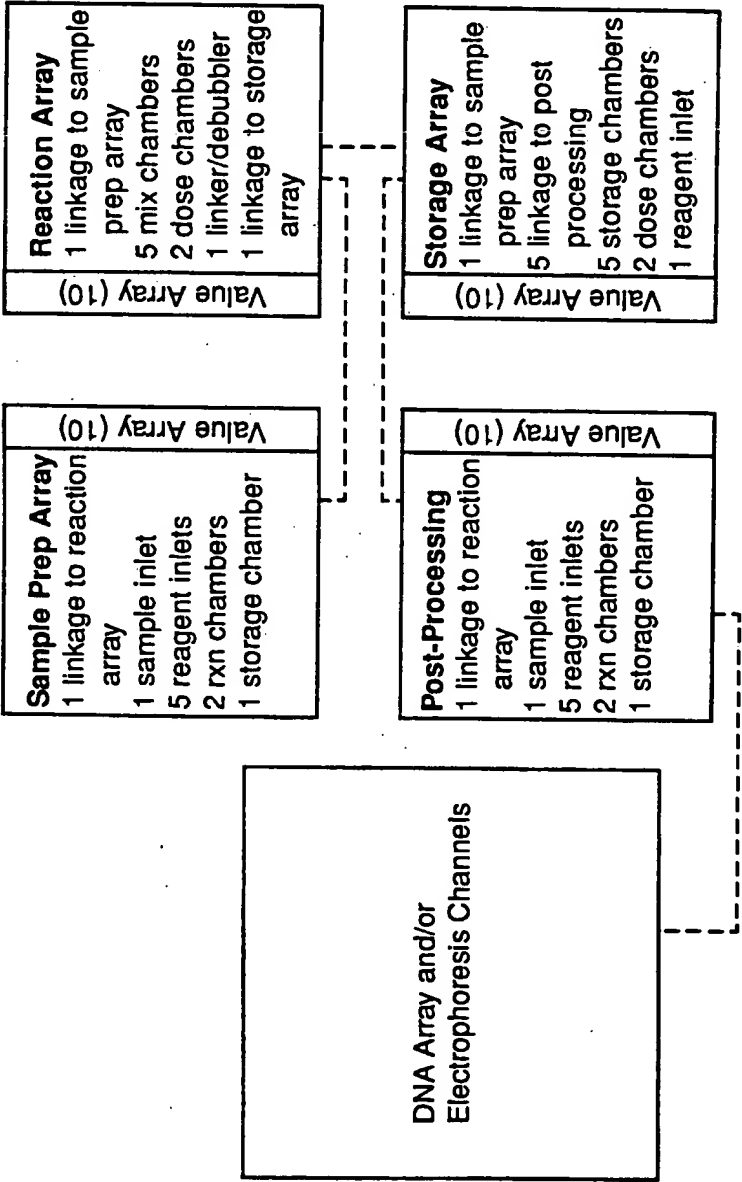 Sample Prep Array
1 linkage to reaction
array
1 sample inlet
5 reagent inlets
2 rxn chambers
1 storage chamber
Value Array (10)
Reaction Array
1 linkage to sample
prep array
5 mix chambers
2 dose chambers
1 linker/debubbler
1 linkage to storage
array
Value Array (10)
DNA Array and/or
Electrophoresis Channels
Post-Processing
1 linkage to reaction
array
1 sample inlet
5 reagent inlets
2 rxn chambers
1 storage chamber
Value Array (10)
Storage Array
1 linkage to sample
prep array
5 linkage to post
processing
5 storage chambers
2 dose chambers
1 reagent inlet
Value Array (10)